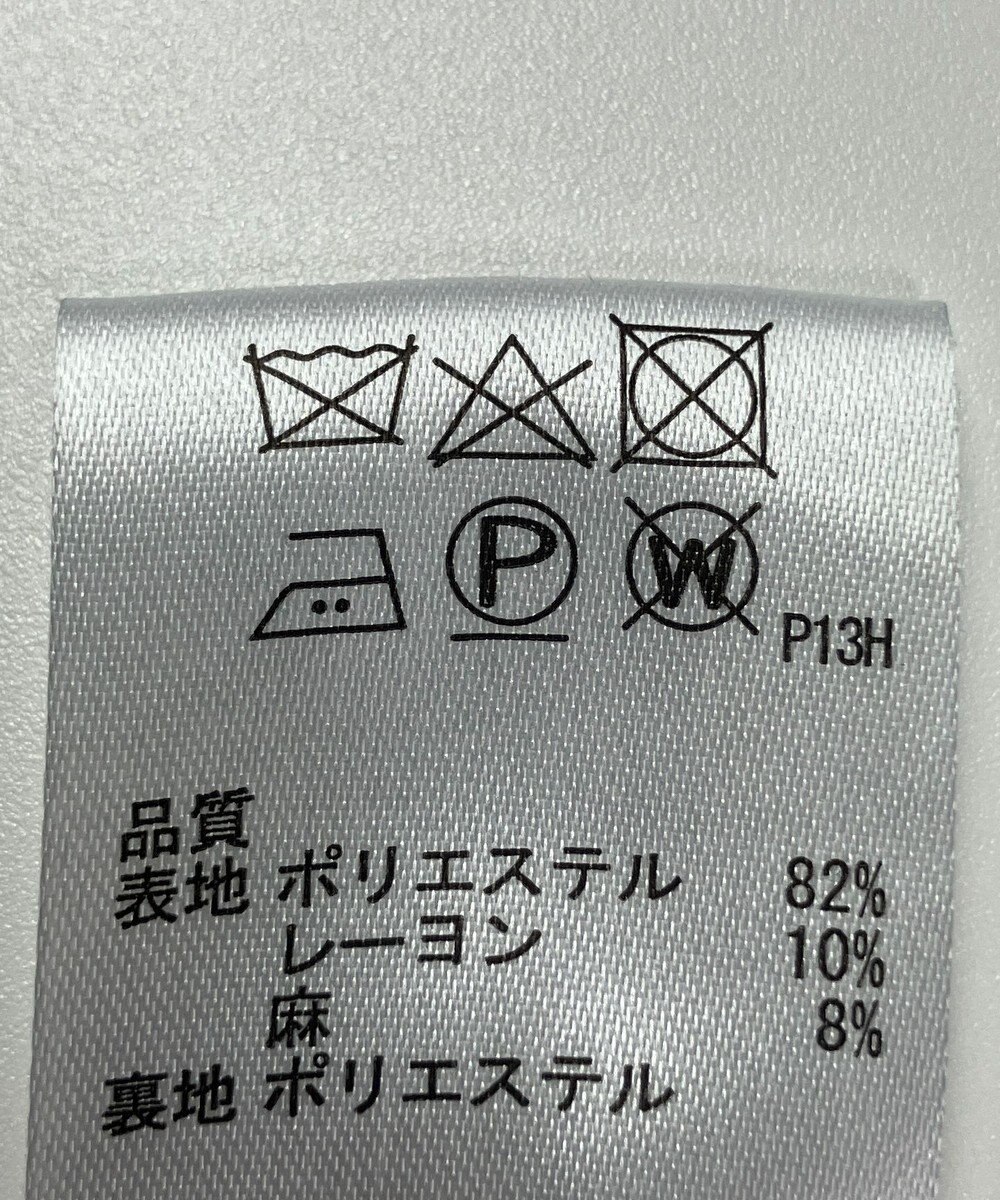 P W P13H
品質
表地 ポリエステル 82%
レーヨン 10%
麻 8%
裏地 ポリエステル